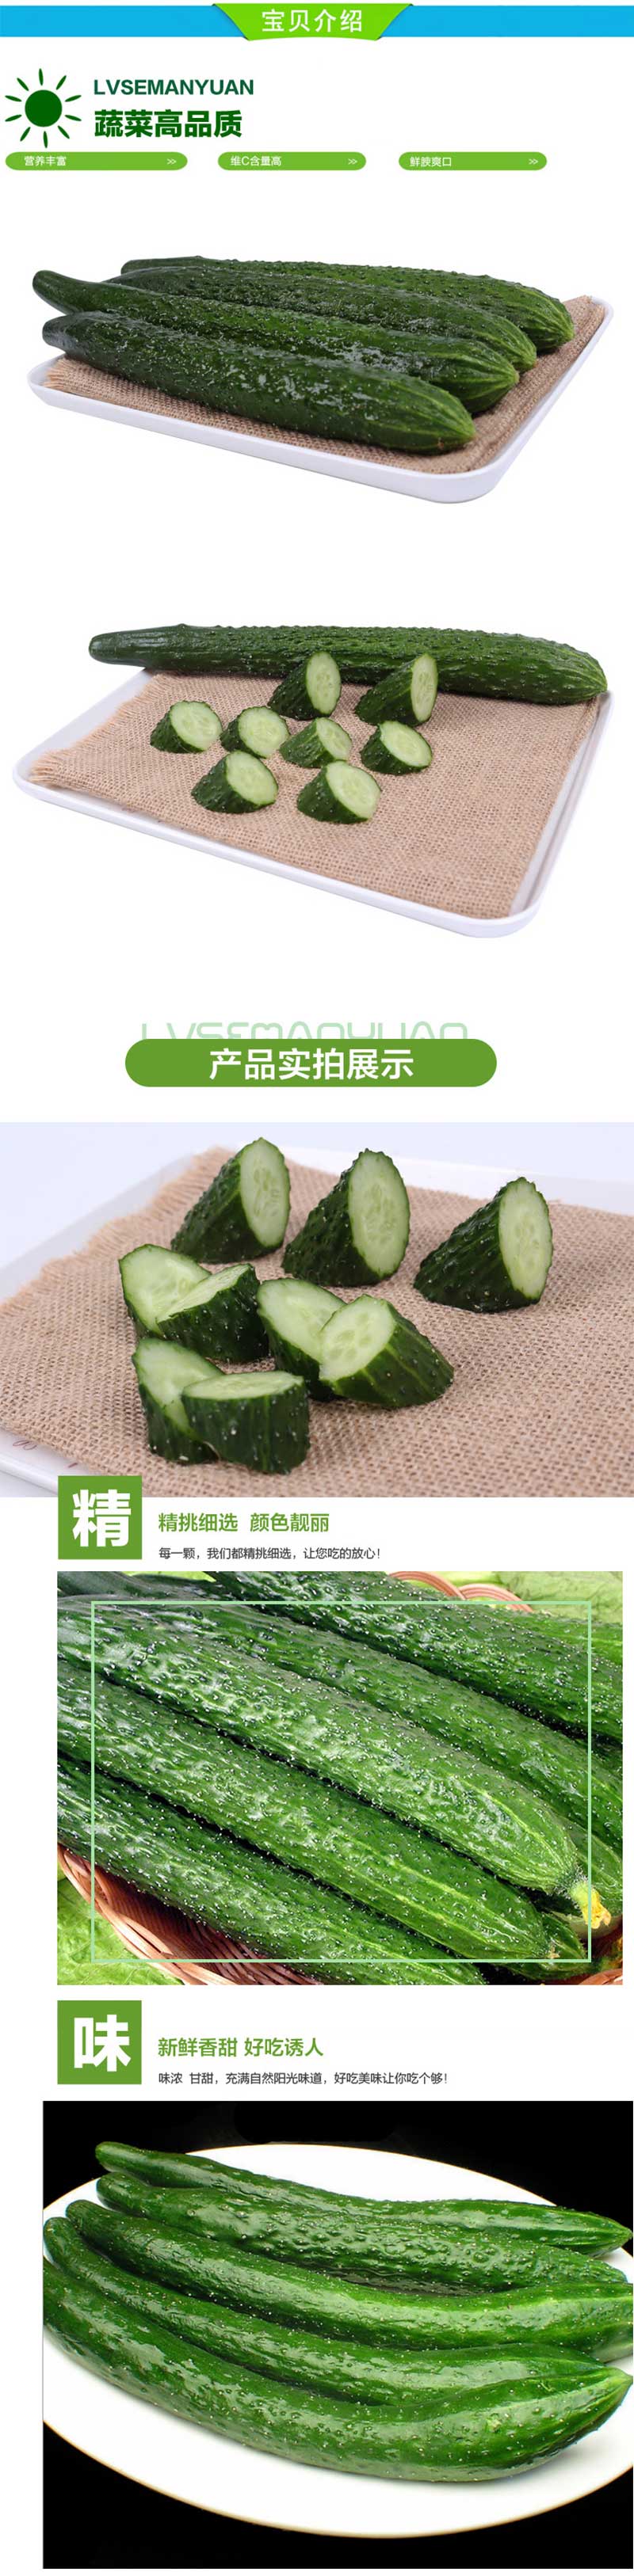 宝贝介绍
LVSEMANYUAN
蔬菜高品质
营养丰富 >>
维C含量高 >>
鲜腴爽口 >>
LVSEMANYUAN
产品实拍展示
精
精挑细选 颜色靓丽
每一颗，我们都精挑细选，让您吃的放心！
味
新鲜香甜 好吃诱人
味浓 甘甜，充满自然阳光味道，好吃美味让你吃个够！